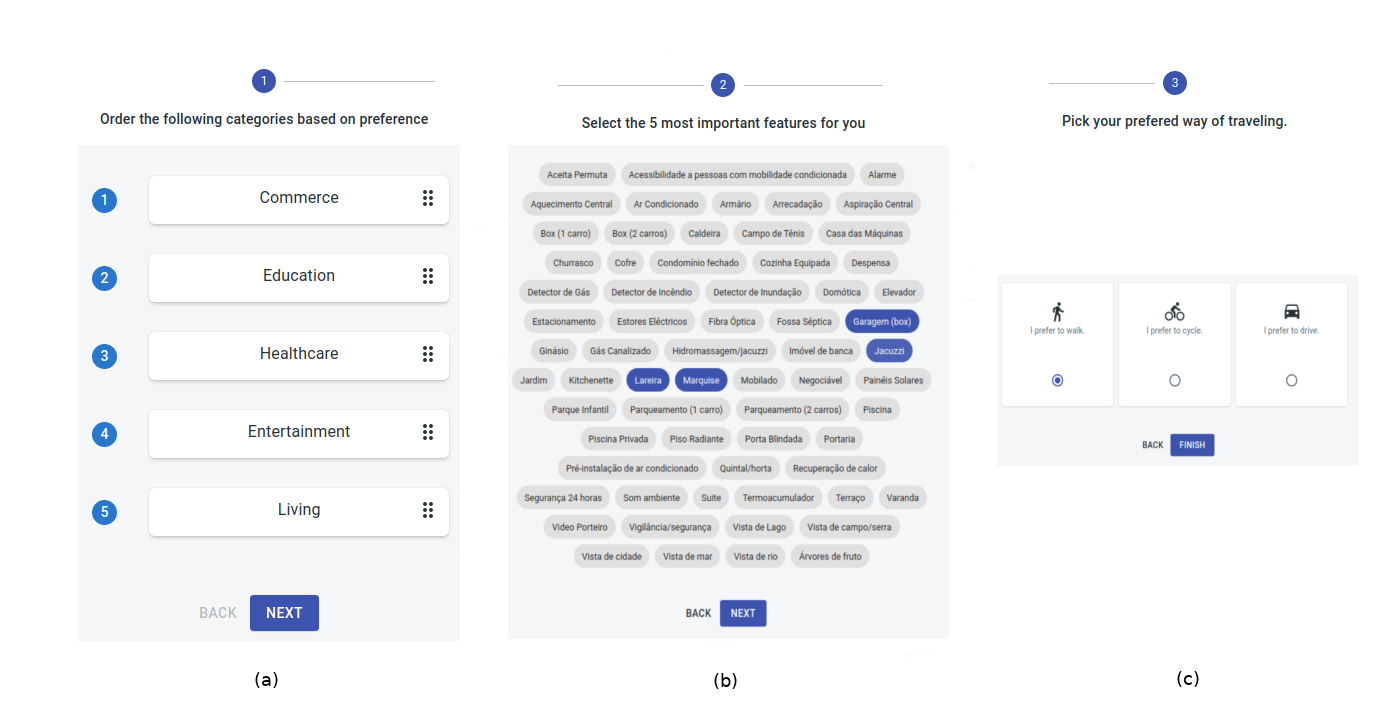 1
Order the following categories based on preference
1 Commerce
2 Education
3 Healthcare
4 Entertainment
5 Living
BACK NEXT
(a)
2
Select the 5 most important features for you
Aceita Permuta Acessibilidade a pessoas com mobilidade condicionada Alarme
Aquecimento Central Ar Condicionado Armário Arrecadação Aspiração Central
Box (1 carro) Box (2 carros) Caldeira Campo de Ténis Casa das Máquinas
Churrasco Cofre Condomínio fechado Cozinha Equipada Despensa
Detector de Gás Detector de Incêndio Detector de Inundação Domótica Elevador
Estacionamento Estores Eléctricos Fibra Óptica Fossa Séptica Garagem (box)
Ginásio Gás Canalizado Hidromassagem/jacuzzi Imóvel de banca Jacuzzi
Jardim Kitchenette Lareira Marquise Mobilado Negociável Painéis Solares
Parque Infantil Parqueamento (1 carro) Parqueamento (2 carros) Piscina
Piscina Privada Piso Radiante Porta Blindada Portaria
Pré-instalação de ar condicionado Quintal/horta Recuperação de calor
Segurança 24 horas Som ambiente Suite Termoacumulador Terraço Varanda
Video Porteiro Vigilância/segurança Vista de Lago Vista de campo/serra
Vista de cidade Vista de mar Vista de rio Árvores de fruto
BACK NEXT
(b)
3
Pick your prefered way of traveling.
I prefer to walk. I prefer to cycle. I prefer to drive.
BACK FINISH
(c)